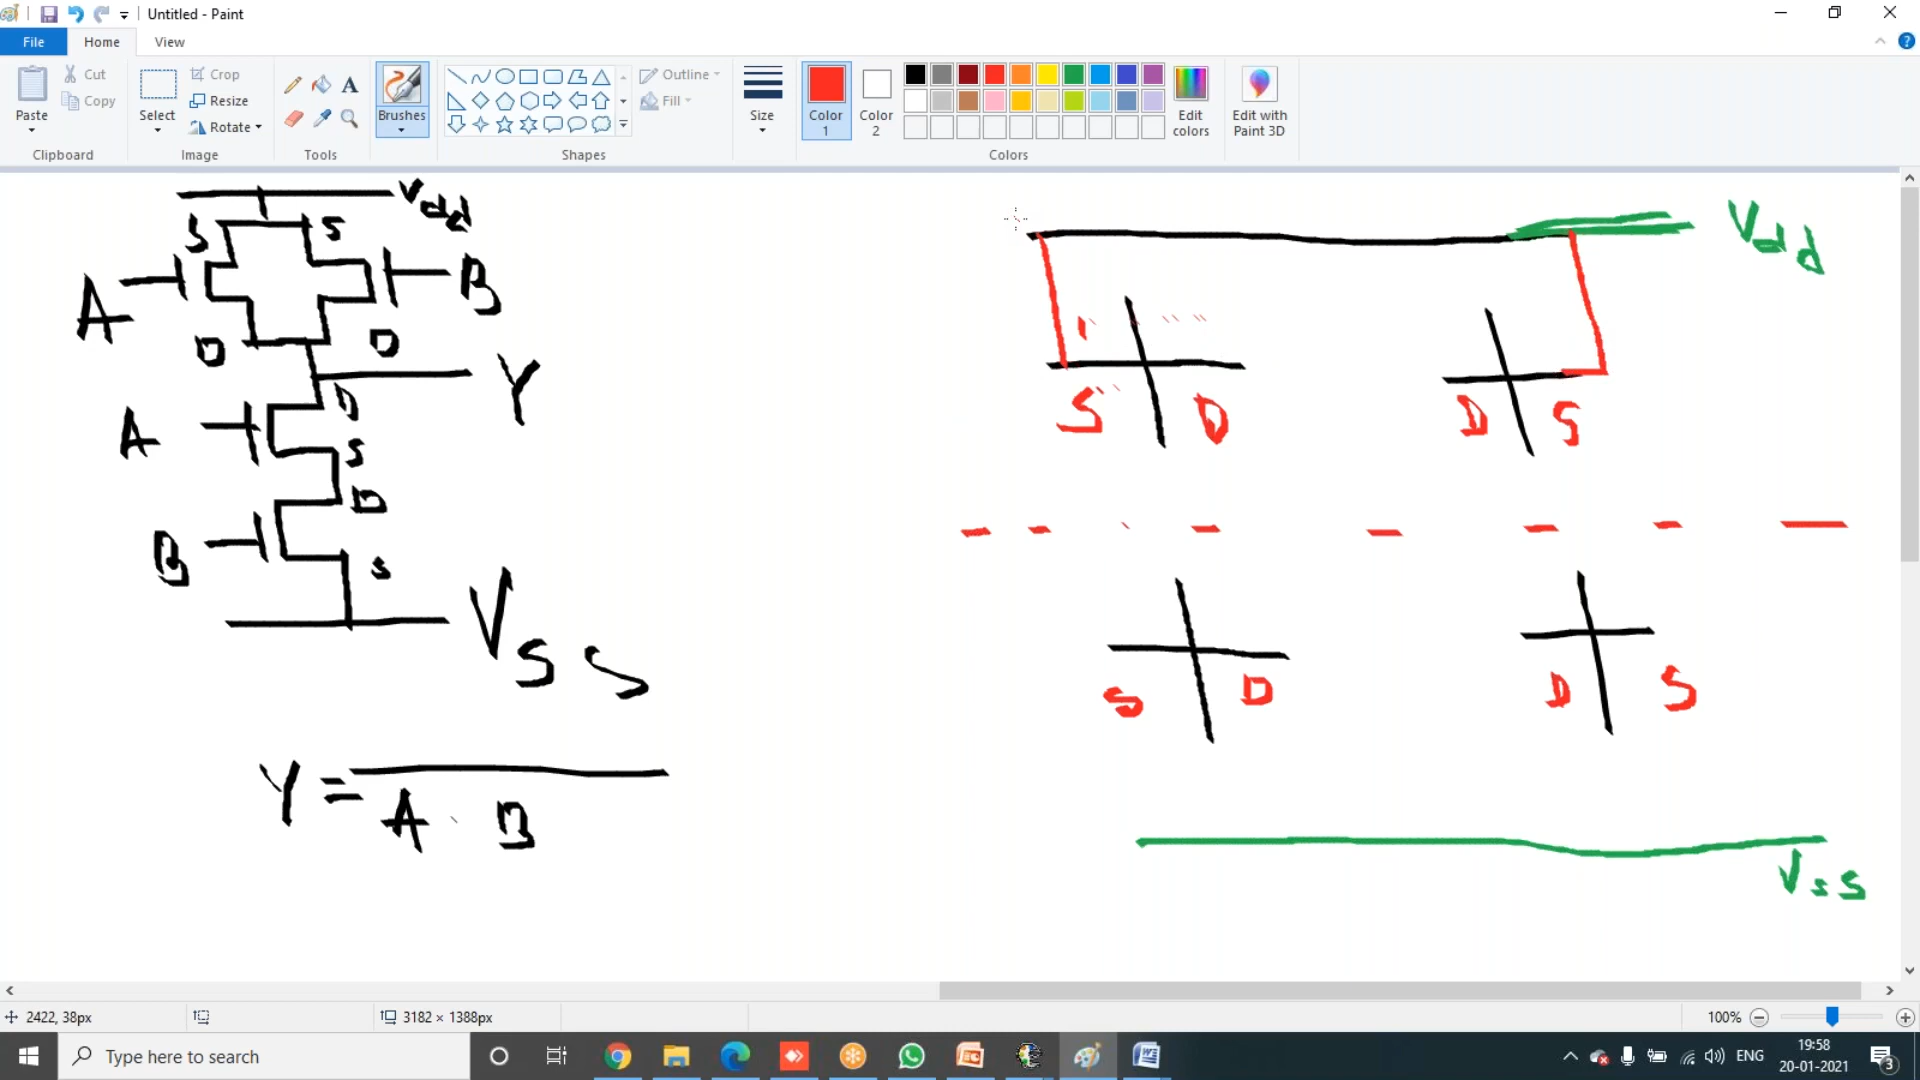 Untitled - Paint
File Home View
Paste Cut Copy Clipboard
Select Crop Resize Rotate Image
Tools
Brushes
Shapes
Outline Fill
Size
Color 1 Color 2
Edit colors
Edit with Paint 3D
Colors
Vdd
S S
A B
D D
Y
A D
S
D
B S
Vss
Y = A . B
Vdd
S D D S
S D D S
Vss
2422, 38px
3182 × 1388px
100%
Type here to search
ENG
19:58
20-01-2021
3